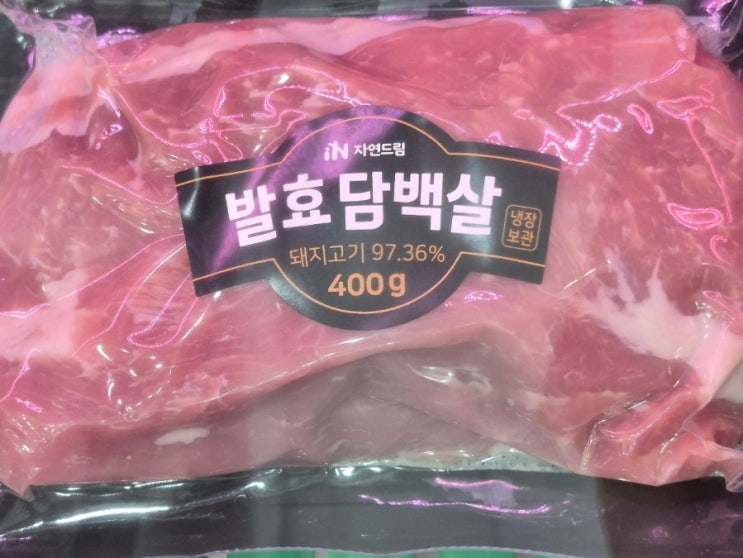 iN 자연드림
발효담백살
냉장
보관
돼지고기 97.36%
400g